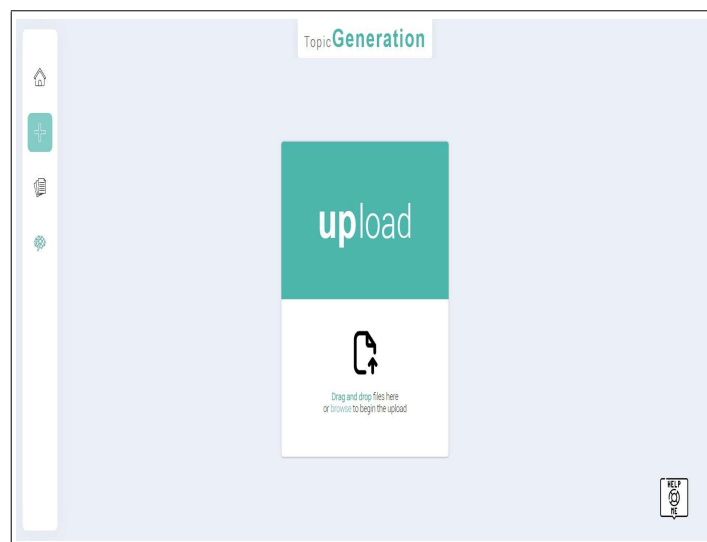 TopicGeneration
upload
Drag and drop files here
or browse to begin the upload
HELP
ME